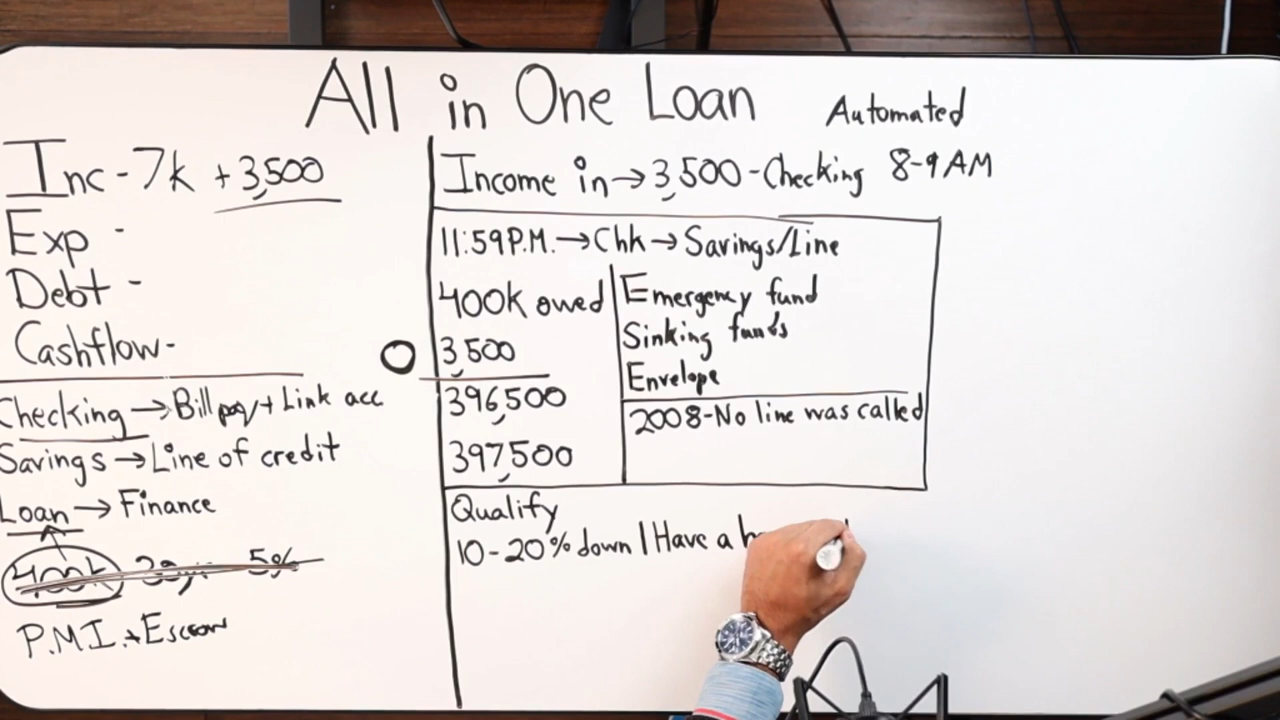 All in One Loan
Automated
Inc - 7k + 3,500
Exp -
Debt -
Cashflow-
Checking → Bill pay + Link acc
Savings → Line of credit
Loan → Finance
400k 30yr 5%
P.M.I. + Escrow
Income in → 3,500 - Checking 8-9 AM
11:59 P.M. → Chk → Savings/Line
400K owed
3,500
396,500
397,500
Emergency fund
Sinking funds
Envelope
2008-No line was called
Qualify
10-20% down | Have a